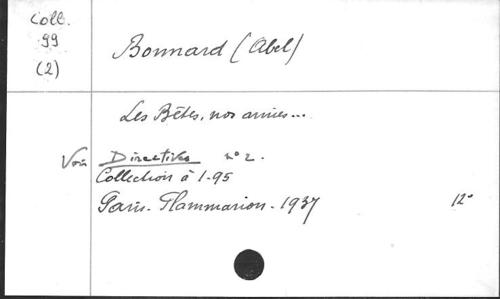 Coll.
99
(2)
Bonnard (Abel)
Les Bêtes, nos amies...
Voir Directives n° 2.
Collection à 1.95
Paris. Flammarion. 1937 12°